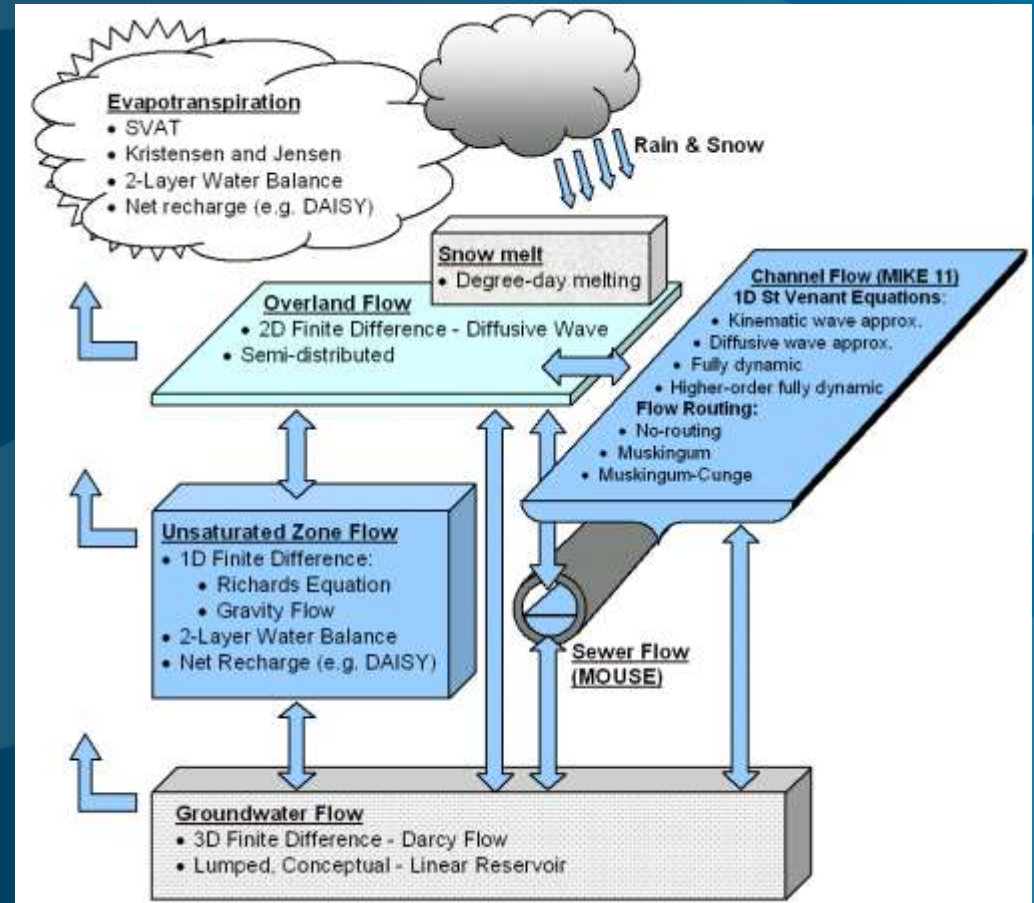 Evapotranspiration
• SVAT
• Kristensen and Jensen
• 2-Layer Water Balance
• Net recharge (e.g. DAISY)
Rain & Snow
Snow melt
• Degree-day melting
Overland Flow
• 2D Finite Difference - Diffusive Wave
• Semi-distributed
Channel Flow (MIKE 11)
1D St Venant Equations:
• Kinematic wave approx.
• Diffusive wave approx.
• Fully dynamic
• Higher-order fully dynamic
Flow Routing:
• No-routing
• Muskingum
• Muskingum-Cunge
Unsaturated Zone Flow
• 1D Finite Difference:
• Richards Equation
• Gravity Flow
• 2-Layer Water Balance
• Net Recharge (e.g. DAISY)
Sewer Flow
(MOUSE)
Groundwater Flow
• 3D Finite Difference - Darcy Flow
• Lumped, Conceptual - Linear Reservoir